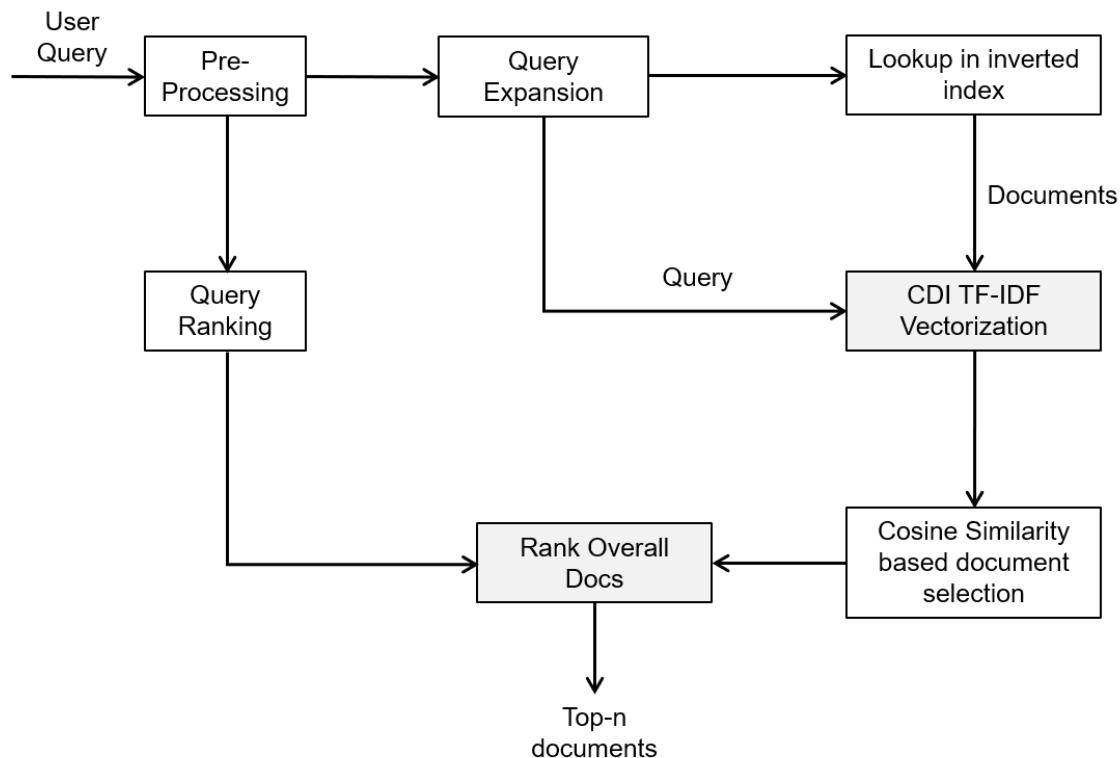 User
Query
Pre-
Processing
Query
Expansion
Lookup in inverted
index
Documents
Query
Ranking
Query
CDI TF-IDF
Vectorization
Rank Overall
Docs
Cosine Similarity
based document
selection
Top-n
documents